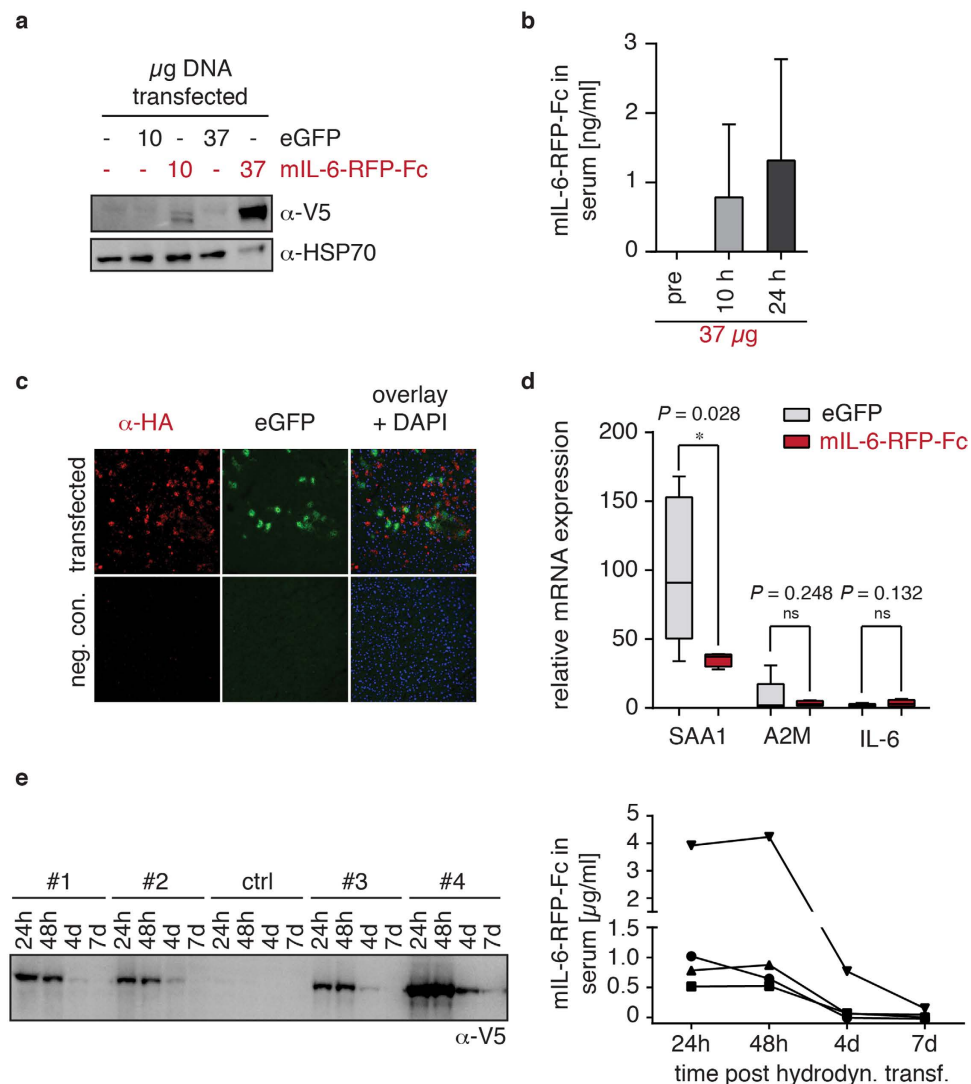 a
µg DNA
transfected
- 10 - 37 - eGFP
- - 10 - 37 mIL-6-RFP-Fc
α-V5
α-HSP70
b
mIL-6-RFP-Fc in
serum [ng/ml]
3
2
1
0
pre
10 h
24 h
37 µg
c
α-HA
eGFP
overlay
+ DAPI
transfected
neg. con.
d
eGFP
mIL-6-RFP-Fc
relative mRNA expression
200
150
100
50
0
P = 0.028
*
P = 0.248
ns
P = 0.132
ns
SAA1
A2M
IL-6
e
#1 #2 ctrl #3 #4
24h 48h 4d 7d 24h 48h 4d 7d 24h 48h 4d 7d 24h 48h 4d 7d 24h 48h 4d 7d
α-V5
mIL-6-RFP-Fc in
serum [µg/ml]
5
4
3
2
1
1.0
0.5
0
24h 48h 4d 7d
time post hydrodyn. transf.